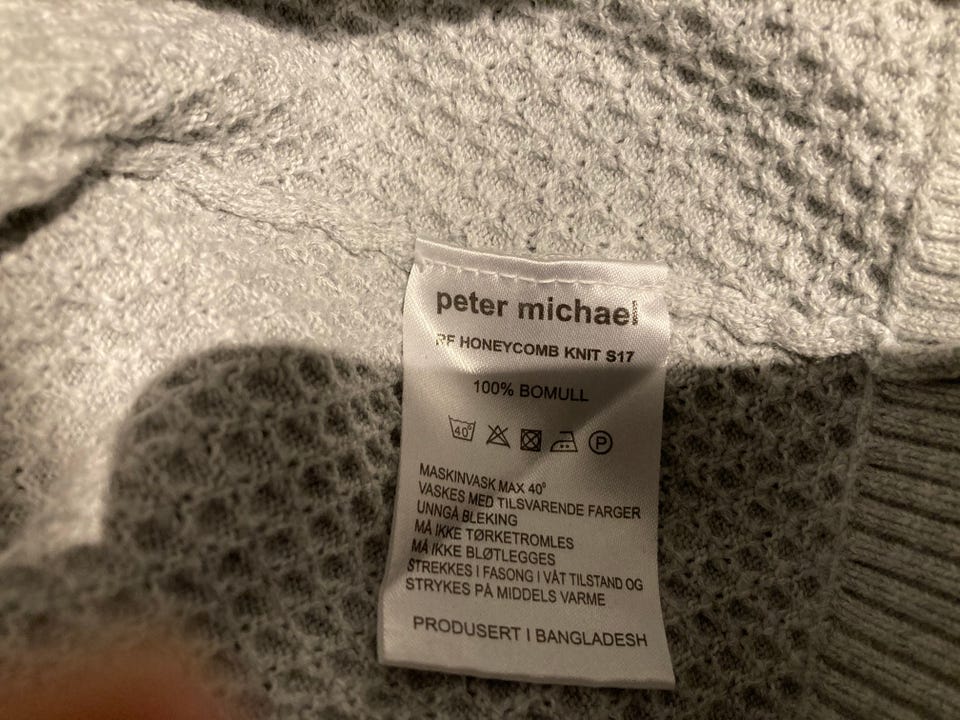 peter michael
PF HONEYCOMB KNIT S17
100% BOMULL
40° P
MASKINVASK MAX 40°
VASKES MED TILSVARENDE FARGER
UNNGÅ BLEKING
MÅ IKKE TØRKETROMLES
MÅ IKKE BLØTLEGGES
STREKKES I FASONG I VÅT TILSTAND OG
STRYKES PÅ MIDDELS VARME
PRODUSERT I BANGLADESH